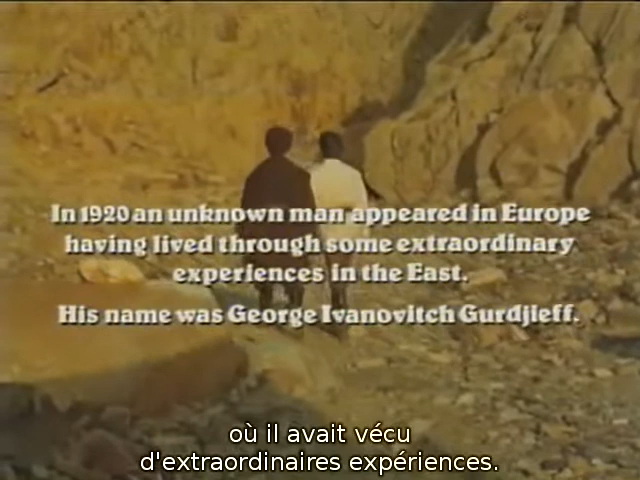 In 1920 an unknown man appeared in Europe
having lived through some extraordinary
experiences in the East.
His name was George Ivanovitch Gurdjieff.
où il avait vécu
d'extraordinaires expériences.